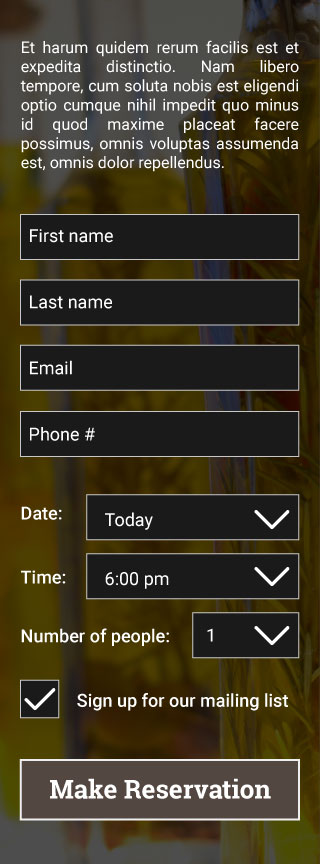 Et harum quidem rerum facilis est et
expedita distinctio. Nam libero
tempore, cum soluta nobis est eligendi
optio cumque nihil impedit quo minus
id quod maxime placeat facere
possimus, omnis voluptas assumenda
est, omnis dolor repellendus.
First name
Last name
Email
Phone #
Date: Today
Time: 6:00 pm
Number of people: 1
Sign up for our mailing list
Make Reservation